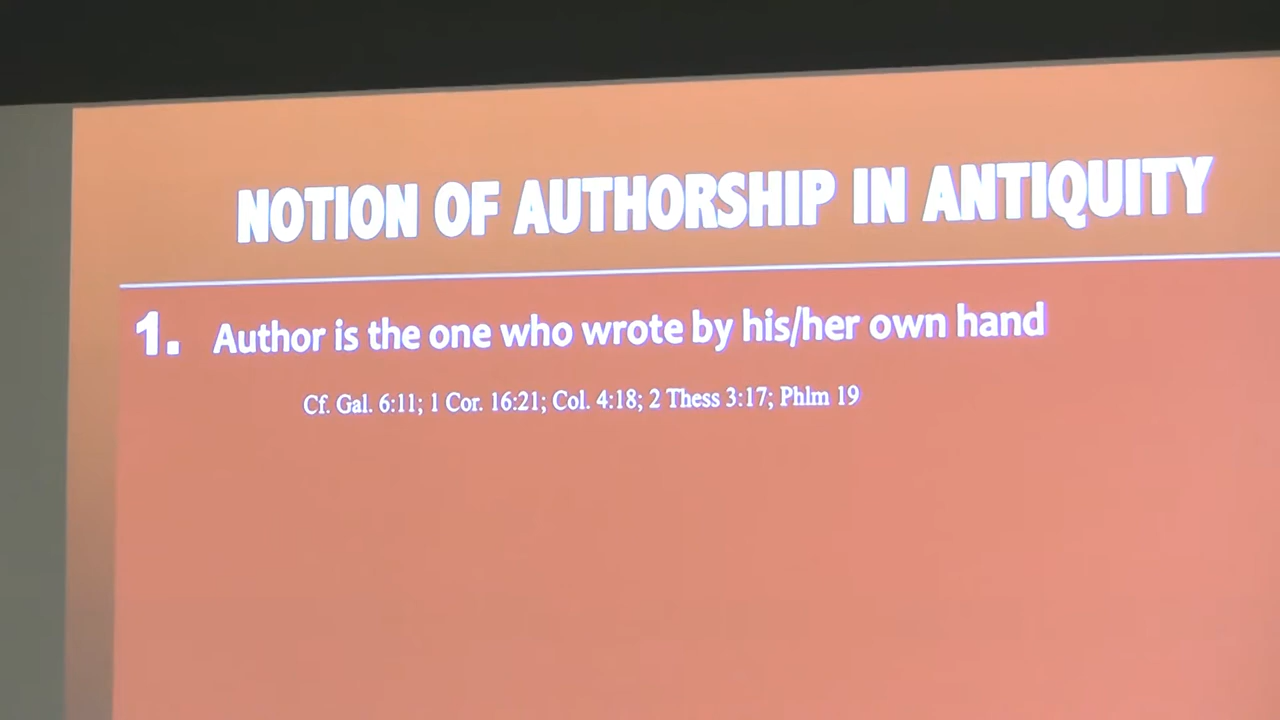 NOTION OF AUTHORSHIP IN ANTIQUITY
1. Author is the one who wrote by his/her own hand
Cf. Gal. 6:11; 1 Cor. 16:21; Col. 4:18; 2 Thess 3:17; Phlm 19